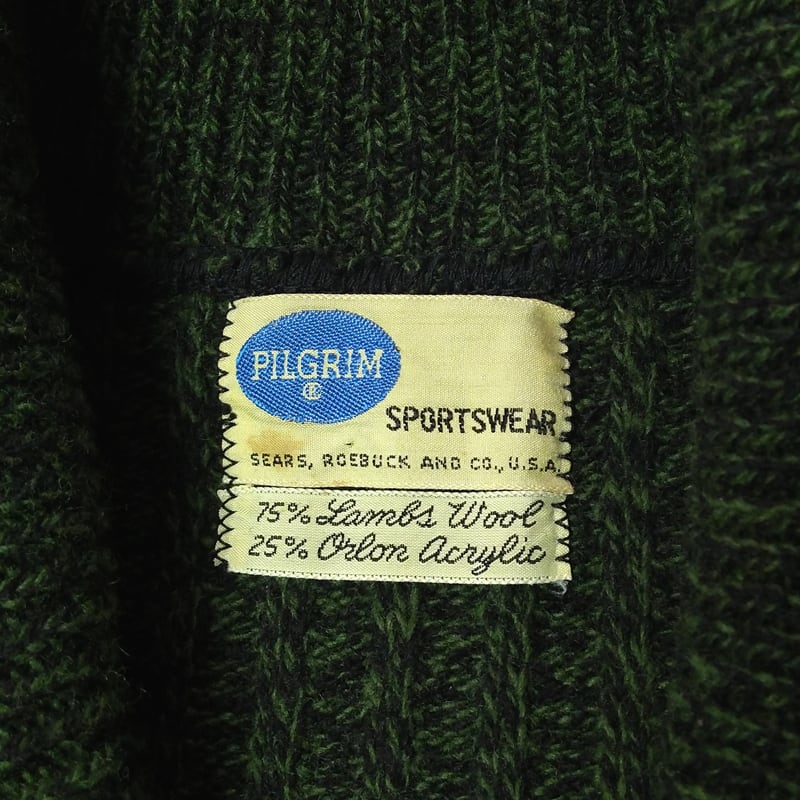 PILGRIM
SPORTSWEAR
SEARS, ROEBUCK AND CO., U.S.A.
75% Lambs Wool
25% Orlon Acrylic